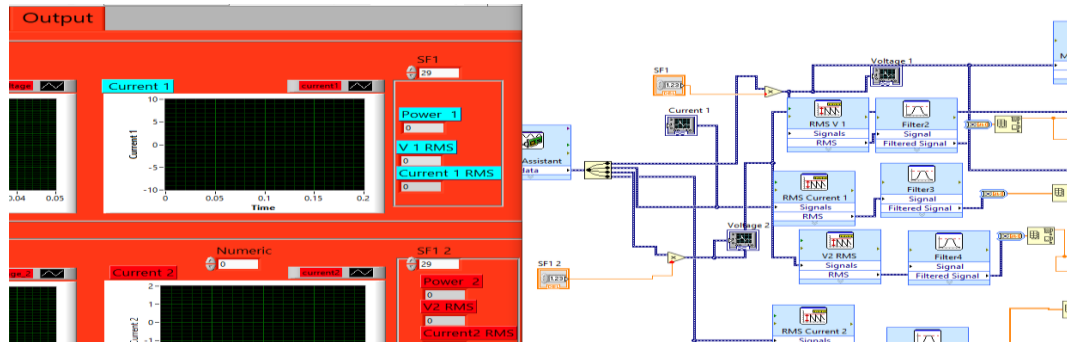 Output
SF1
29
Current 1
current1
Current 1
10
5
0
-5
-10
0
0.05
0.1
0.15
0.2
Time
0.04
0.05
Power 1
0
V 1 RMS
0
Current 1 RMS
0
Numeric
0
SF1 2
29
Current 2
current2
2
0
Power 2
0
V2 RMS
0
Current2 RMS
SF1
1.23
Voltage 1
Current 1
RMS V 1
Signals
RMS
Filter2
Signal
Filtered Signal
Assistant
data
RMS Current 1
Signals
RMS
Filter3
Signal
Filtered Signal
Voltage 2
V2 RMS
Signals
RMS
Filter4
Signal
Filtered Signal
SF1 2
1.23
RMS Current 2
Signals